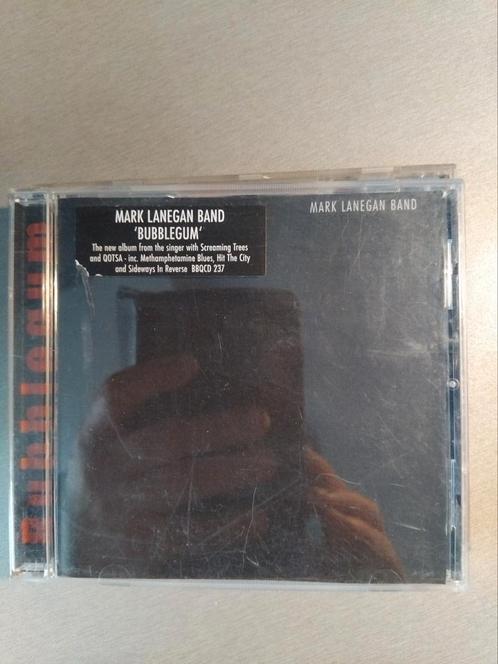 MARK LANEGAN BAND
'BUBBLEGUM'
The new album from the singer with Screaming Trees
and QOTSA - inc. Methamphetamine Blues, Hit The City
and Sideways In Reverse BBQCD 237
MARK LANEGAN BAND
Bubblegum